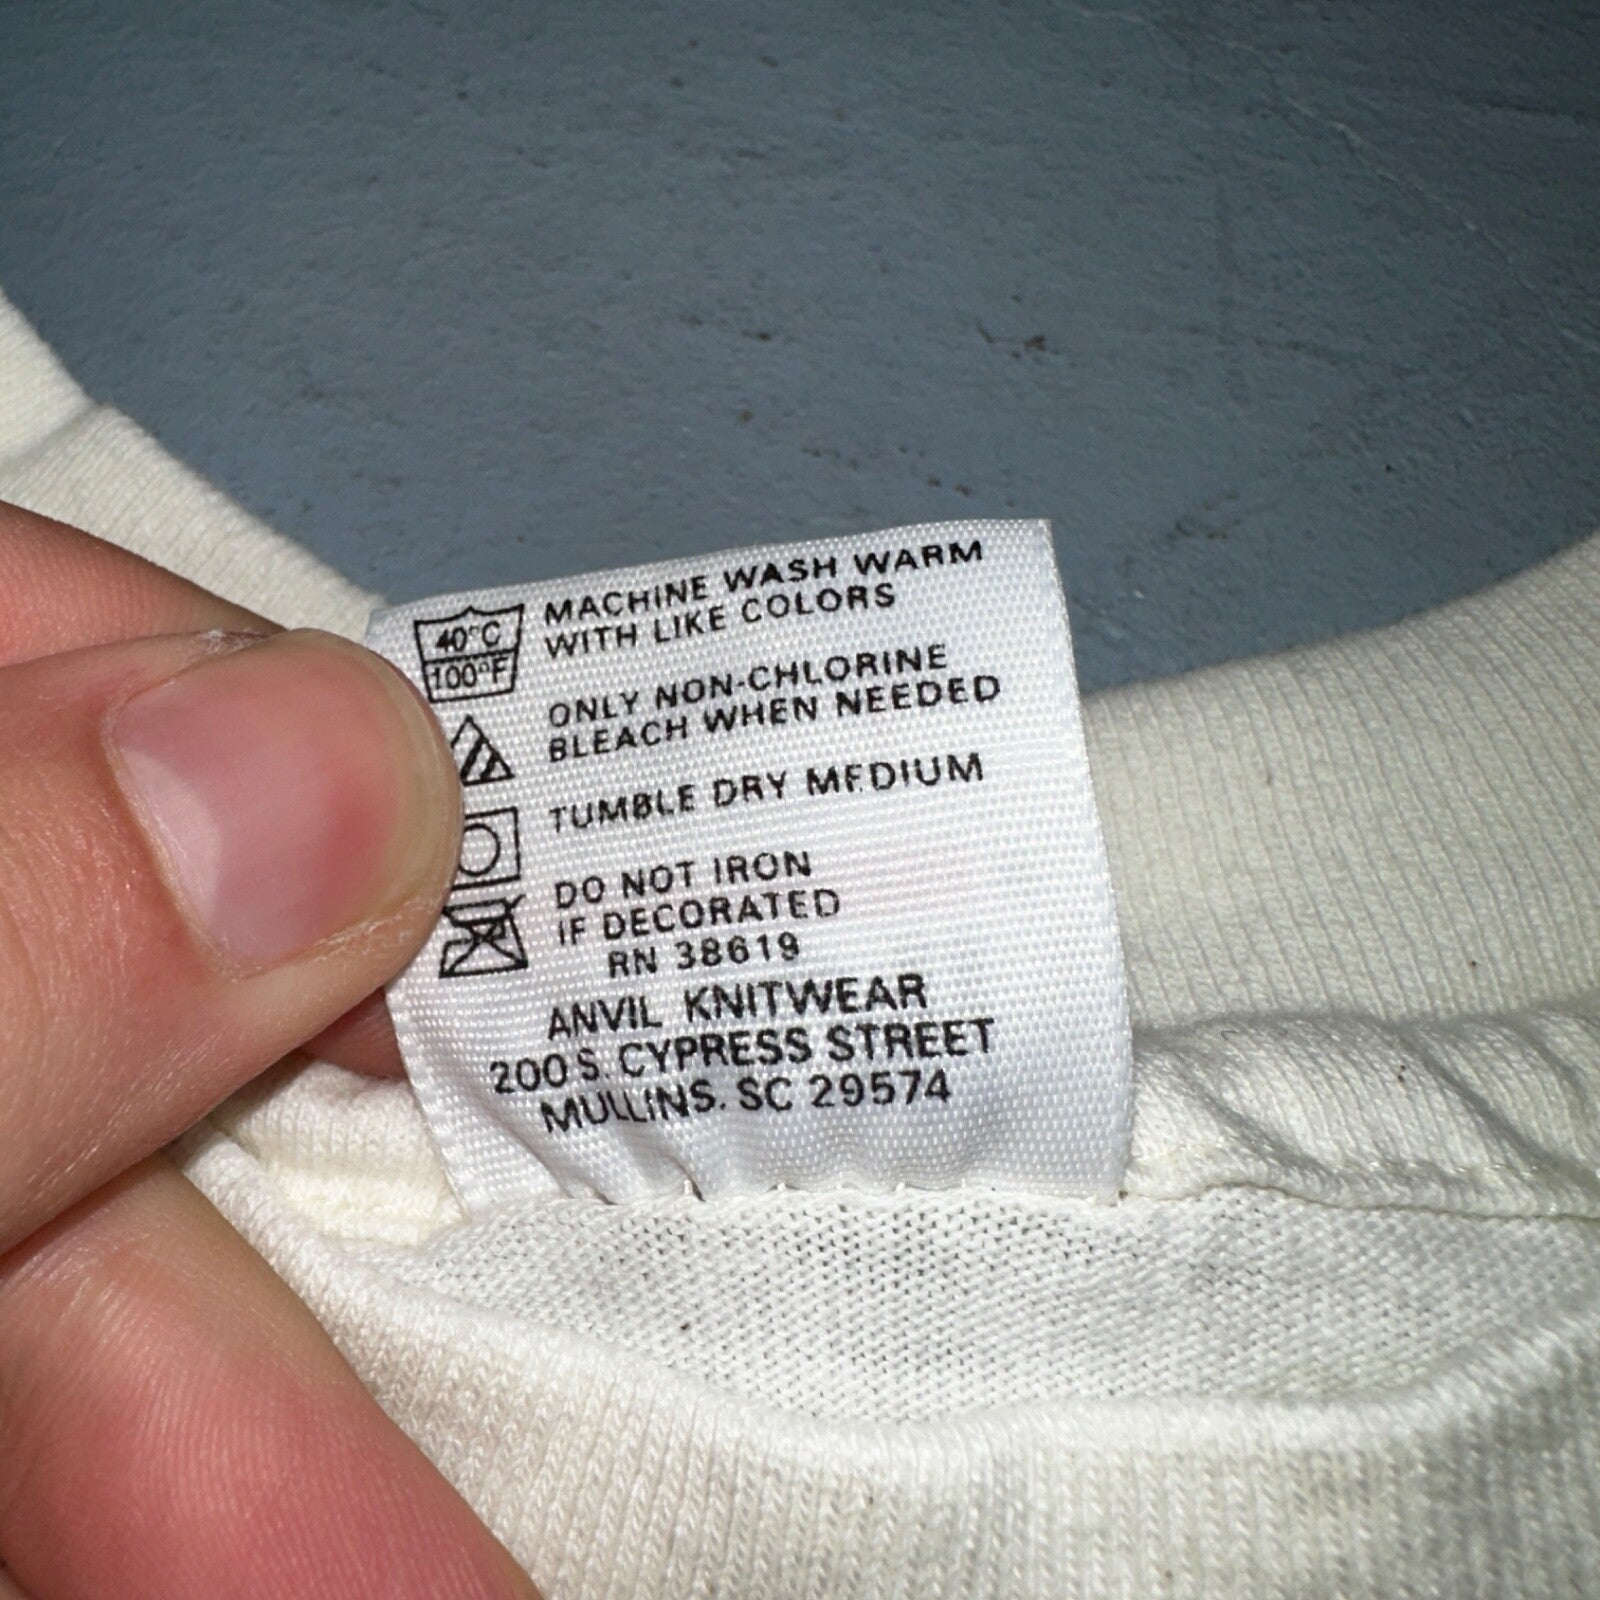 40°C
100°F
MACHINE WASH WARM
WITH LIKE COLORS
ONLY NON-CHLORINE
BLEACH WHEN NEEDED
TUMBLE DRY MEDIUM
DO NOT IRON
IF DECORATED
RN 38619
ANVIL KNITWEAR
200 S. CYPRESS STREET
MULLINS. SC 29574